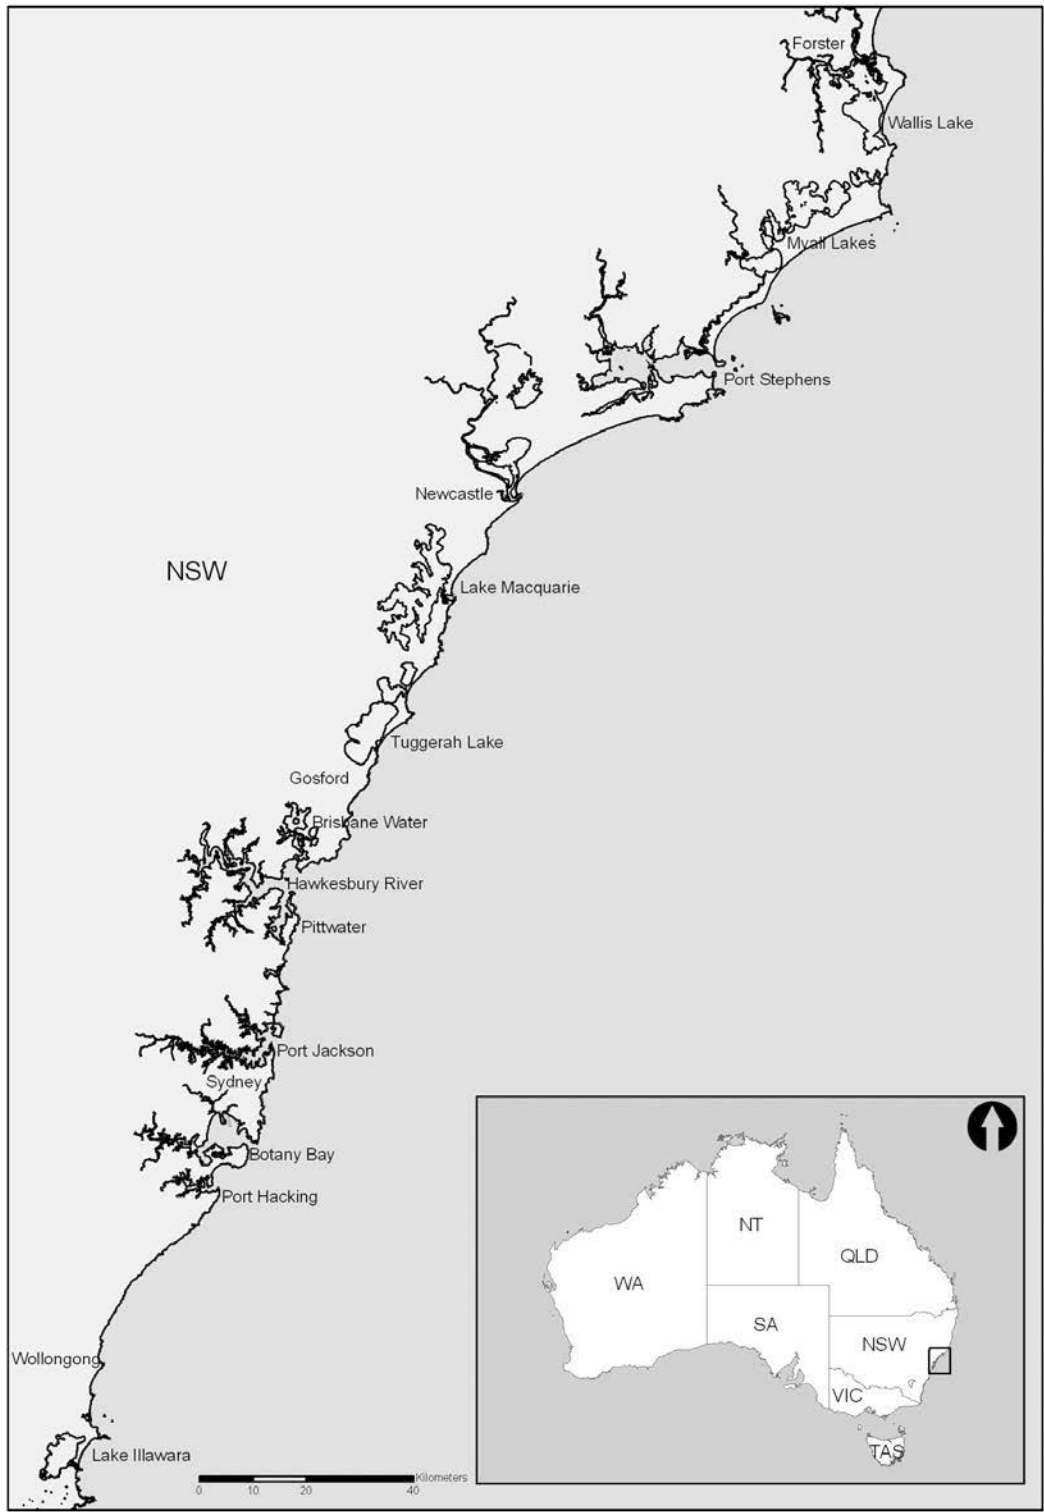 Forster
Wallis Lake
Myall Lakes
Port Stephens
Newcastle
NSW
Lake Macquarie
Tuggerah Lake
Gosford
Brisbane Water
Hawkesbury River
Pittwater
Port Jackson
Sydney
Botany Bay
Port Hacking
NT
QLD
WA
SA
NSW
VIC
TAS
Wollongong
Lake Illawara
Kilometers
0 10 20 40